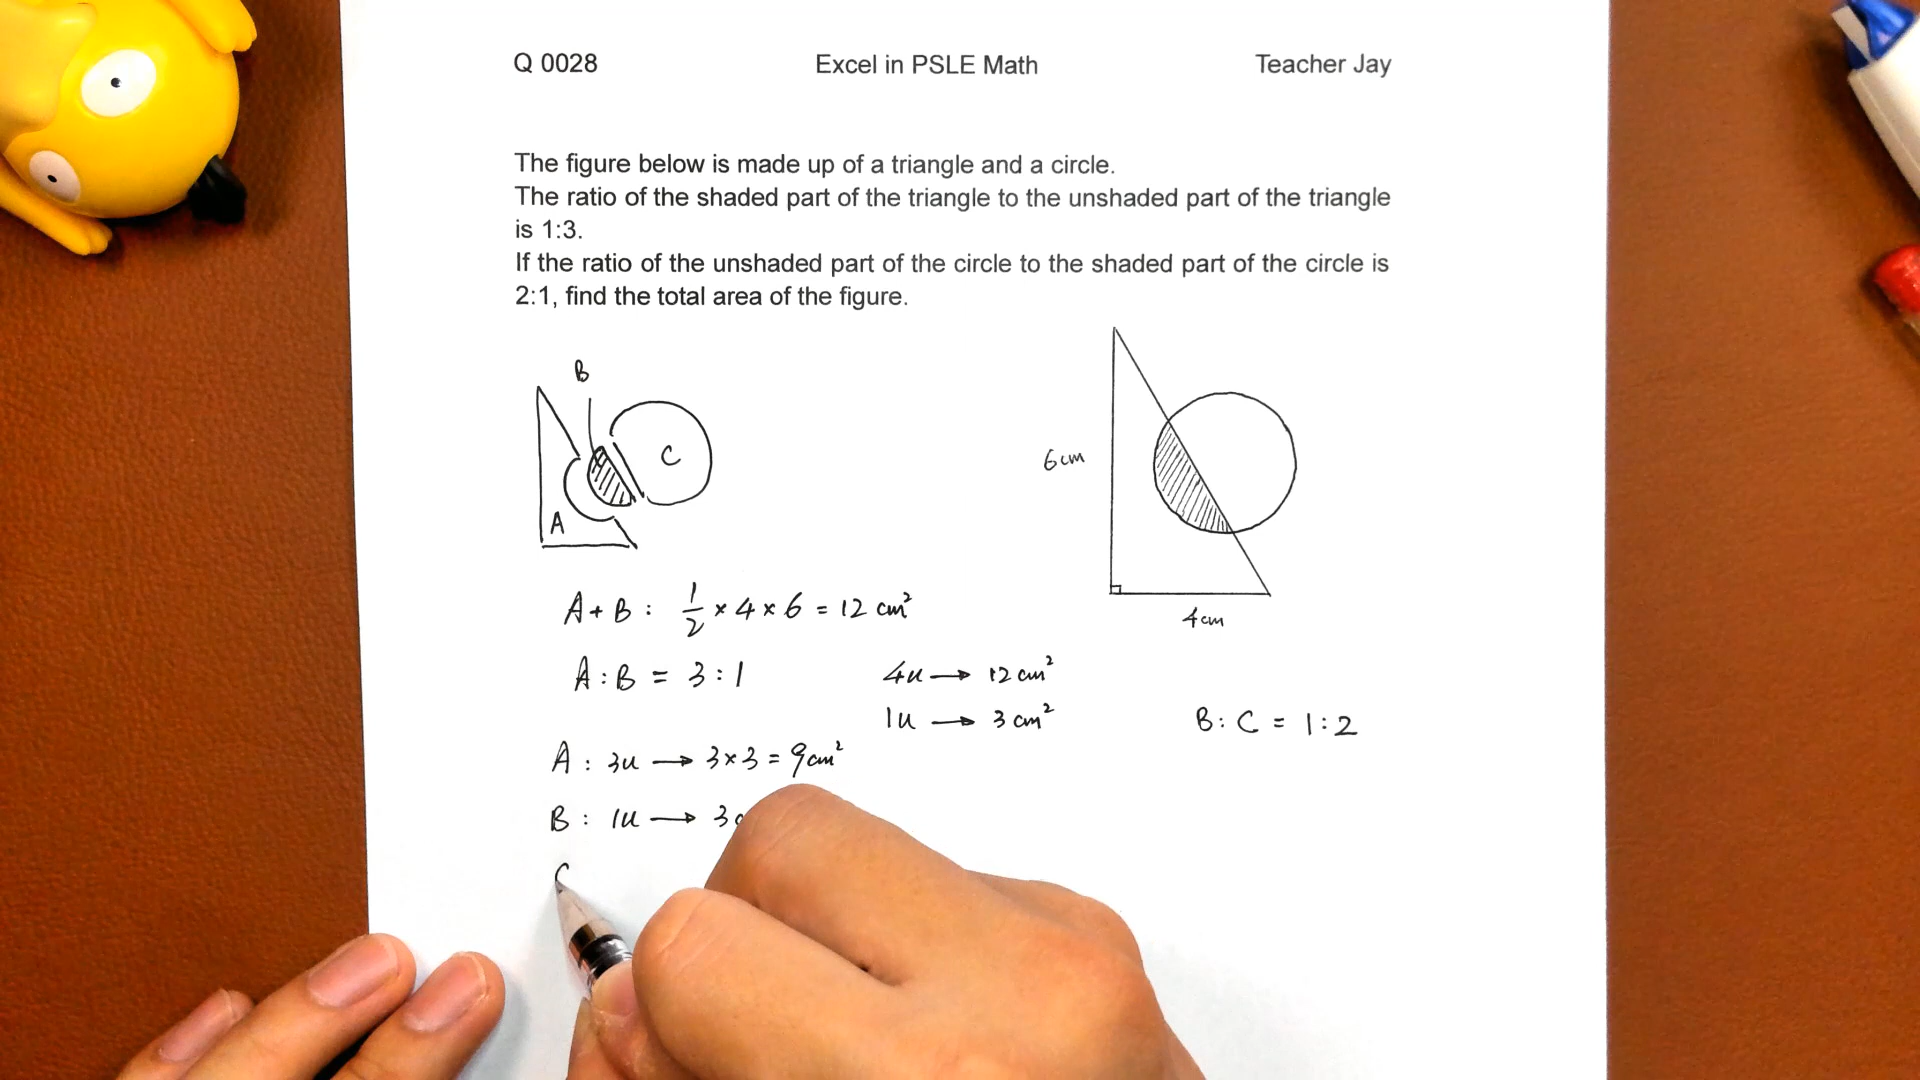 Q 0028 Excel in PSLE Math Teacher Jay
The figure below is made up of a triangle and a circle.
The ratio of the shaded part of the triangle to the unshaded part of the triangle
is 1:3.
If the ratio of the unshaded part of the circle to the shaded part of the circle is
2:1, find the total area of the figure.
B
C
A
6cm
4cm
A + B : 1/2 × 4 × 6 = 12 cm²
A : B = 3 : 1
4u → 12 cm²
1u → 3 cm²
B : C = 1 : 2
A : 3u → 3 × 3 = 9cm²
B : 1u → 3
C